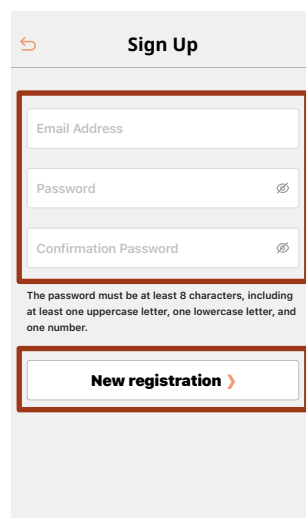 Sign Up
Email Address
Password
Confirmation Password
The password must be at least 8 characters, including
at least one uppercase letter, one lowercase letter, and
one number.
New registration ❯